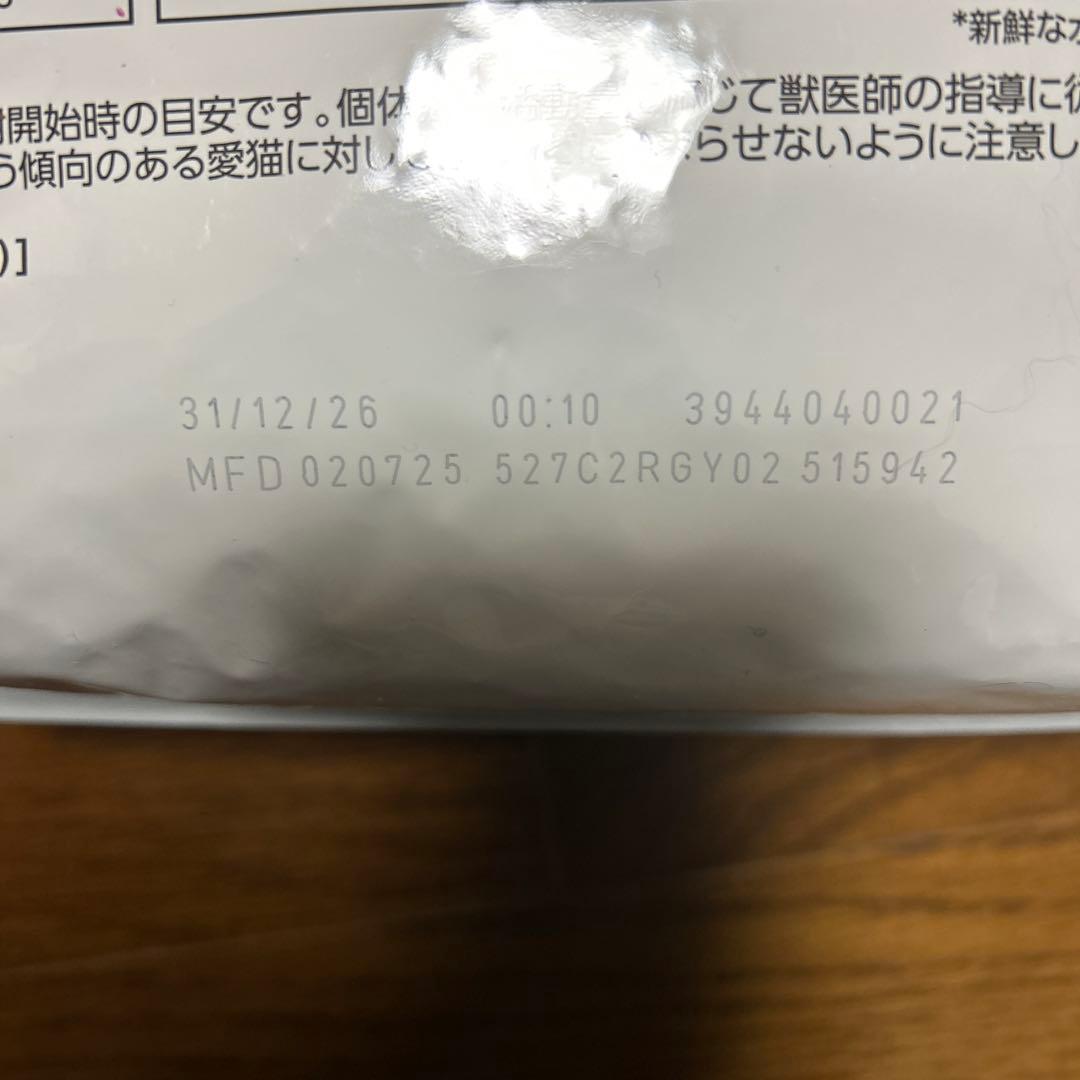 *新鮮な
開始時の目安です。個体 じて獣医師の指導に従
う傾向のある愛猫に対し らせないように注意し
)]
31/12/26 00:10 3944040021
MFD 020725 527C2RGY02 515942